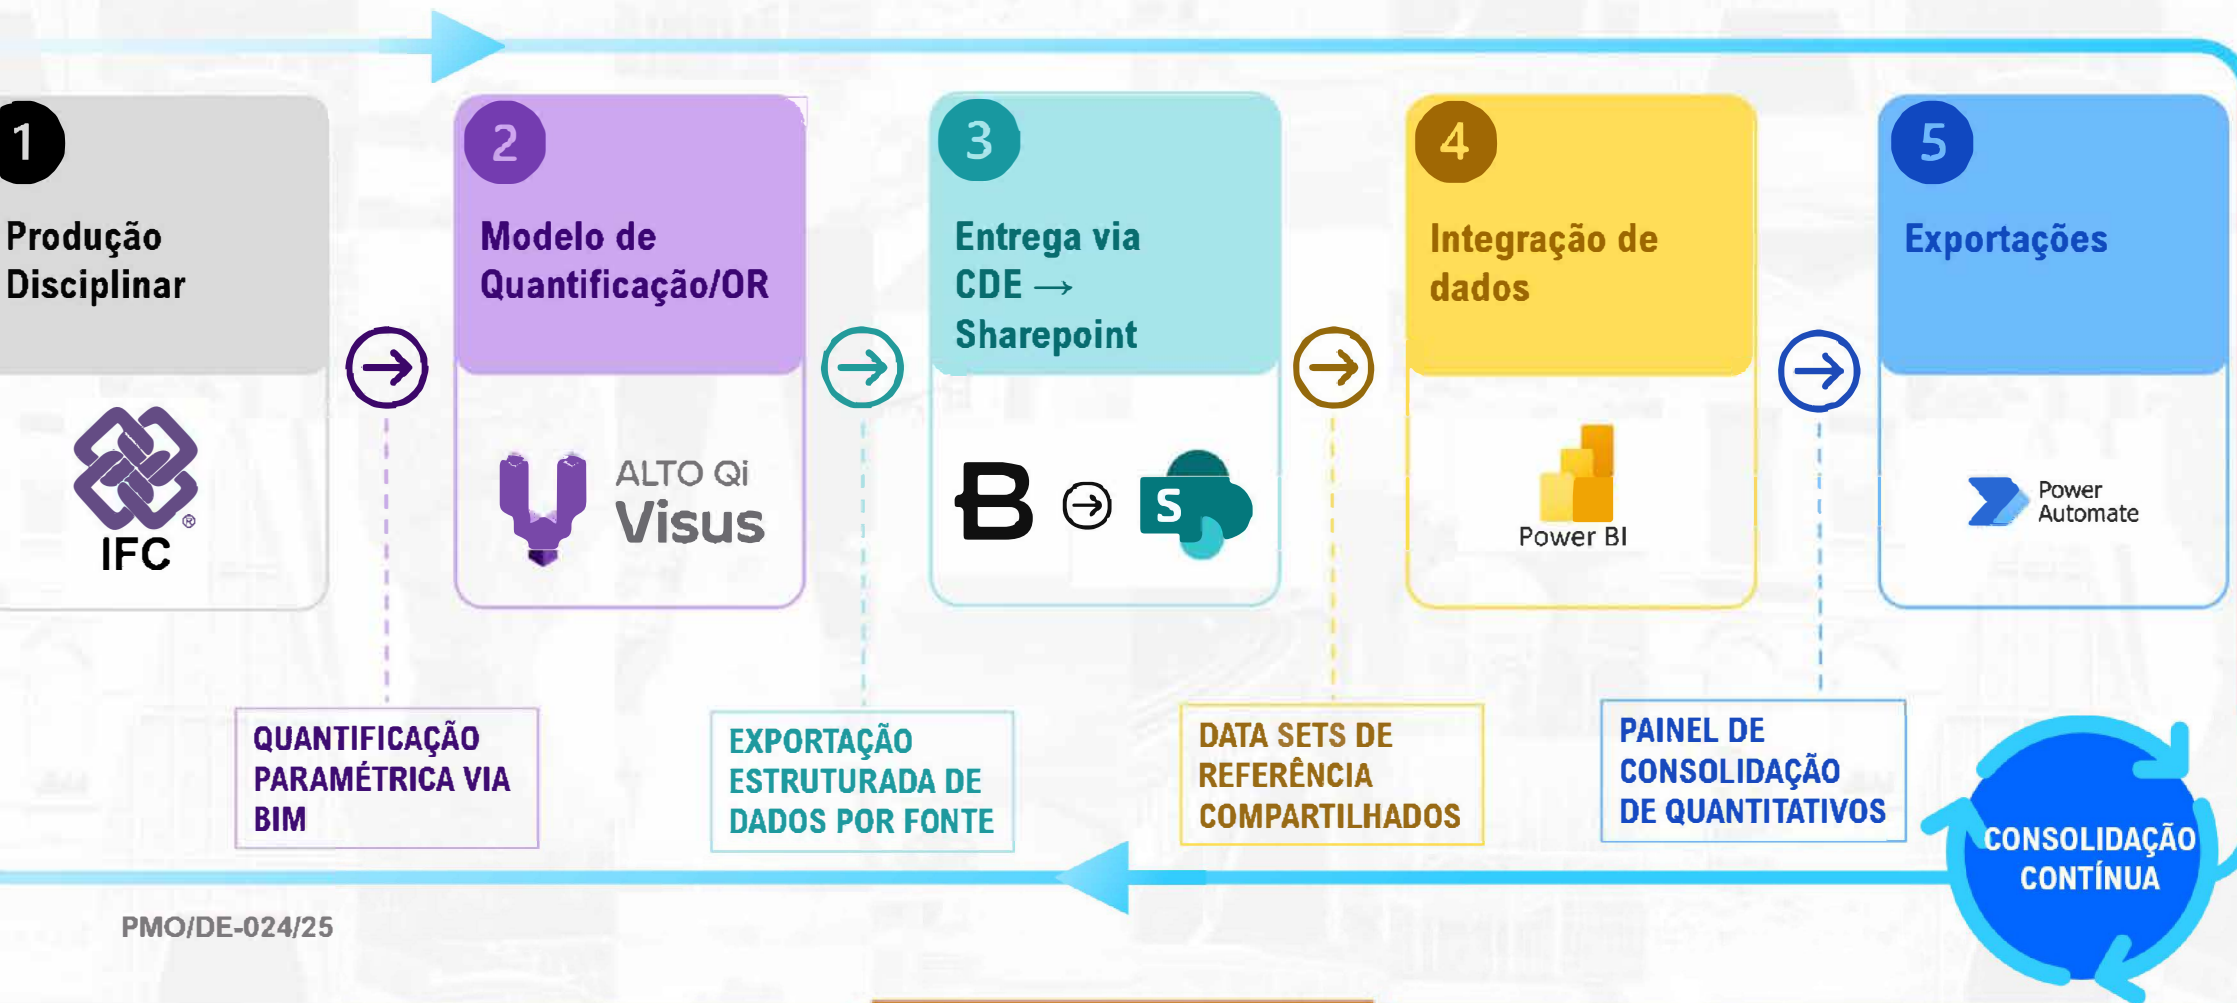 1
Produção
Disciplinar
IFC
®
2
Modelo de
Quantificação/OR
ALTO Qi
Visus
3
Entrega via
CDE →
Sharepoint
B
S
4
Integração de
dados
Power BI
5
Exportações
Power
Automate
QUANTIFICAÇÃO
PARAMÉTRICA VIA
BIM
EXPORTAÇÃO
ESTRUTURADA DE
DADOS POR FONTE
DATA SETS DE
REFERÊNCIA
COMPARTILHADOS
PAINEL DE
CONSOLIDAÇÃO
DE QUANTITATIVOS
CONSOLIDAÇÃO
CONTÍNUA
PMO/DE-024/25